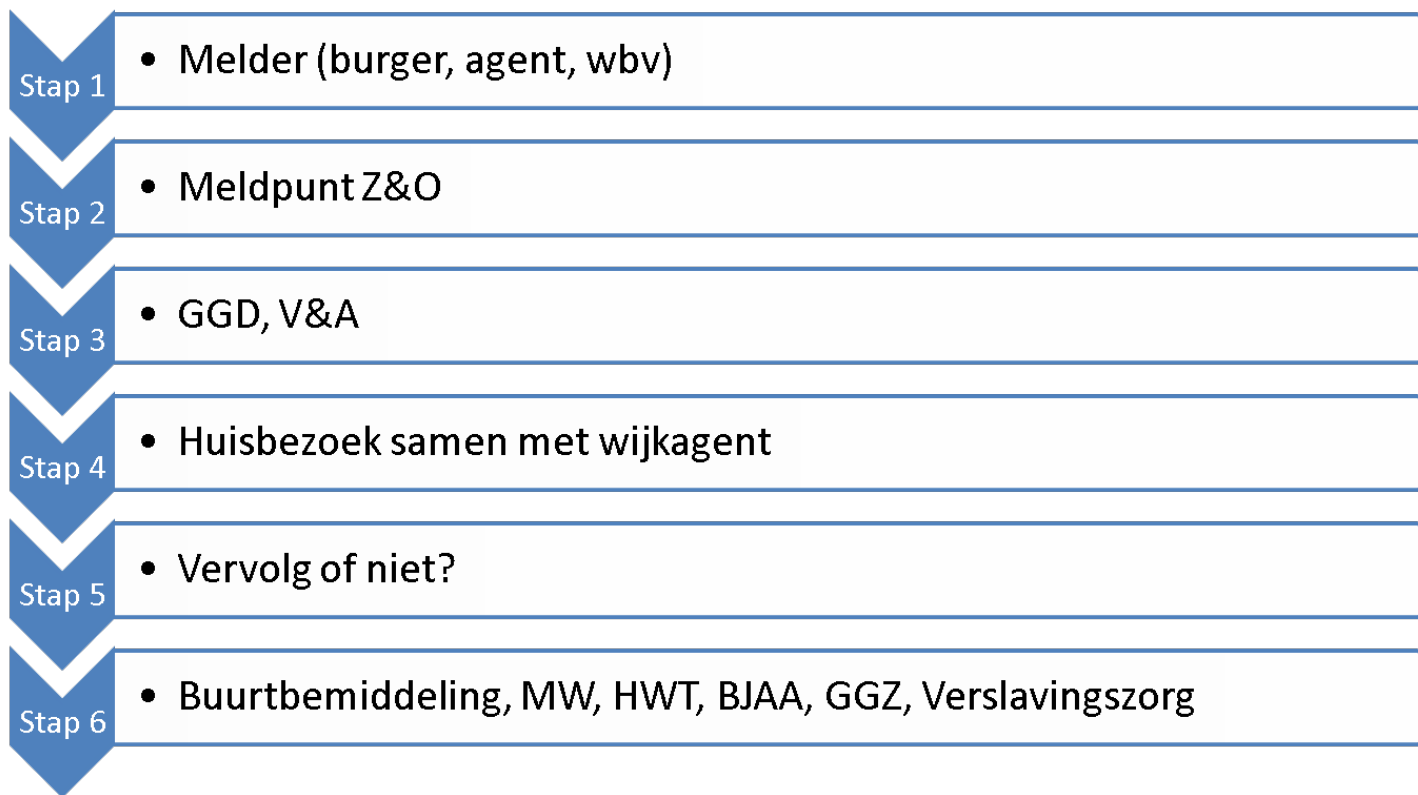 Stap 1
• Melder (burger, agent, wbv)
Stap 2
• Meldpunt Z&O
Stap 3
• GGD, V&A
Stap 4
• Huisbezoek samen met wijkagent
Stap 5
• Vervolg of niet?
Stap 6
• Buurtbemiddeling, MW, HWT, BJAA, GGZ, Verslavingszorg